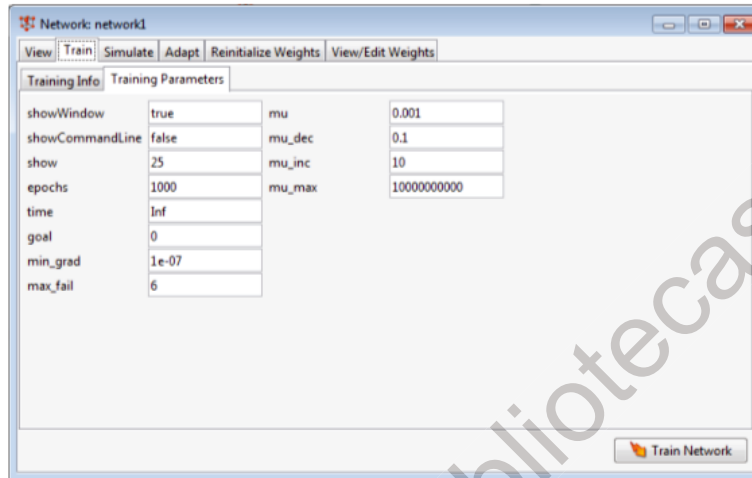 Network: network1
View Train Simulate Adapt Reinitialize Weights View/Edit Weights
Training Info Training Parameters
showWindow true mu 0.001
showCommandLine false mu_dec 0.1
show 25 mu_inc 10
epochs 1000 mu_max 10000000000
time Inf
goal 0
min_grad 1e-07
max_fail 6
Train Network
bibliotecas